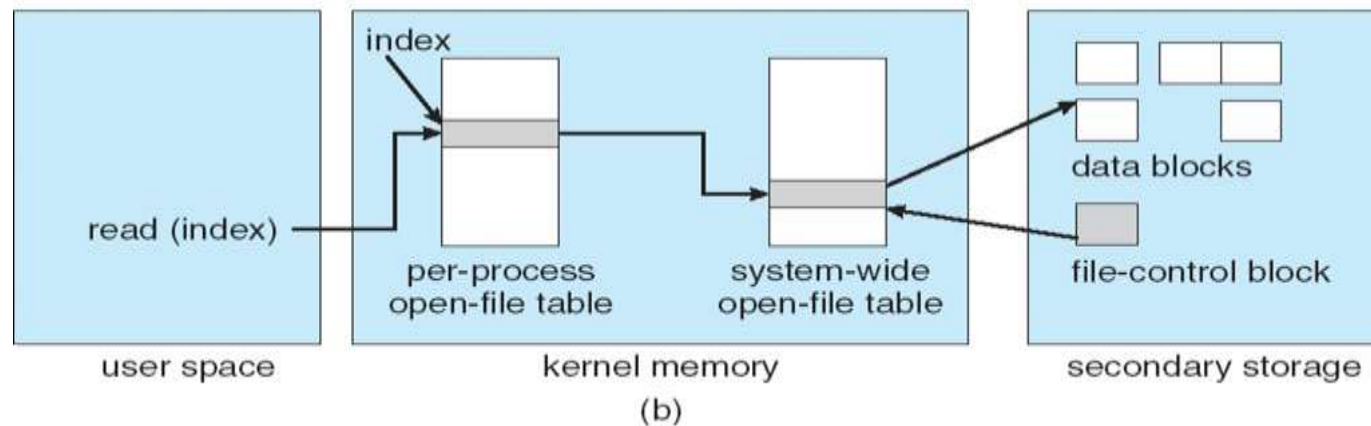 index
read (index)
per-process
open-file table
system-wide
open-file table
data blocks
file-control block
user space
kernel memory
secondary storage
(b)